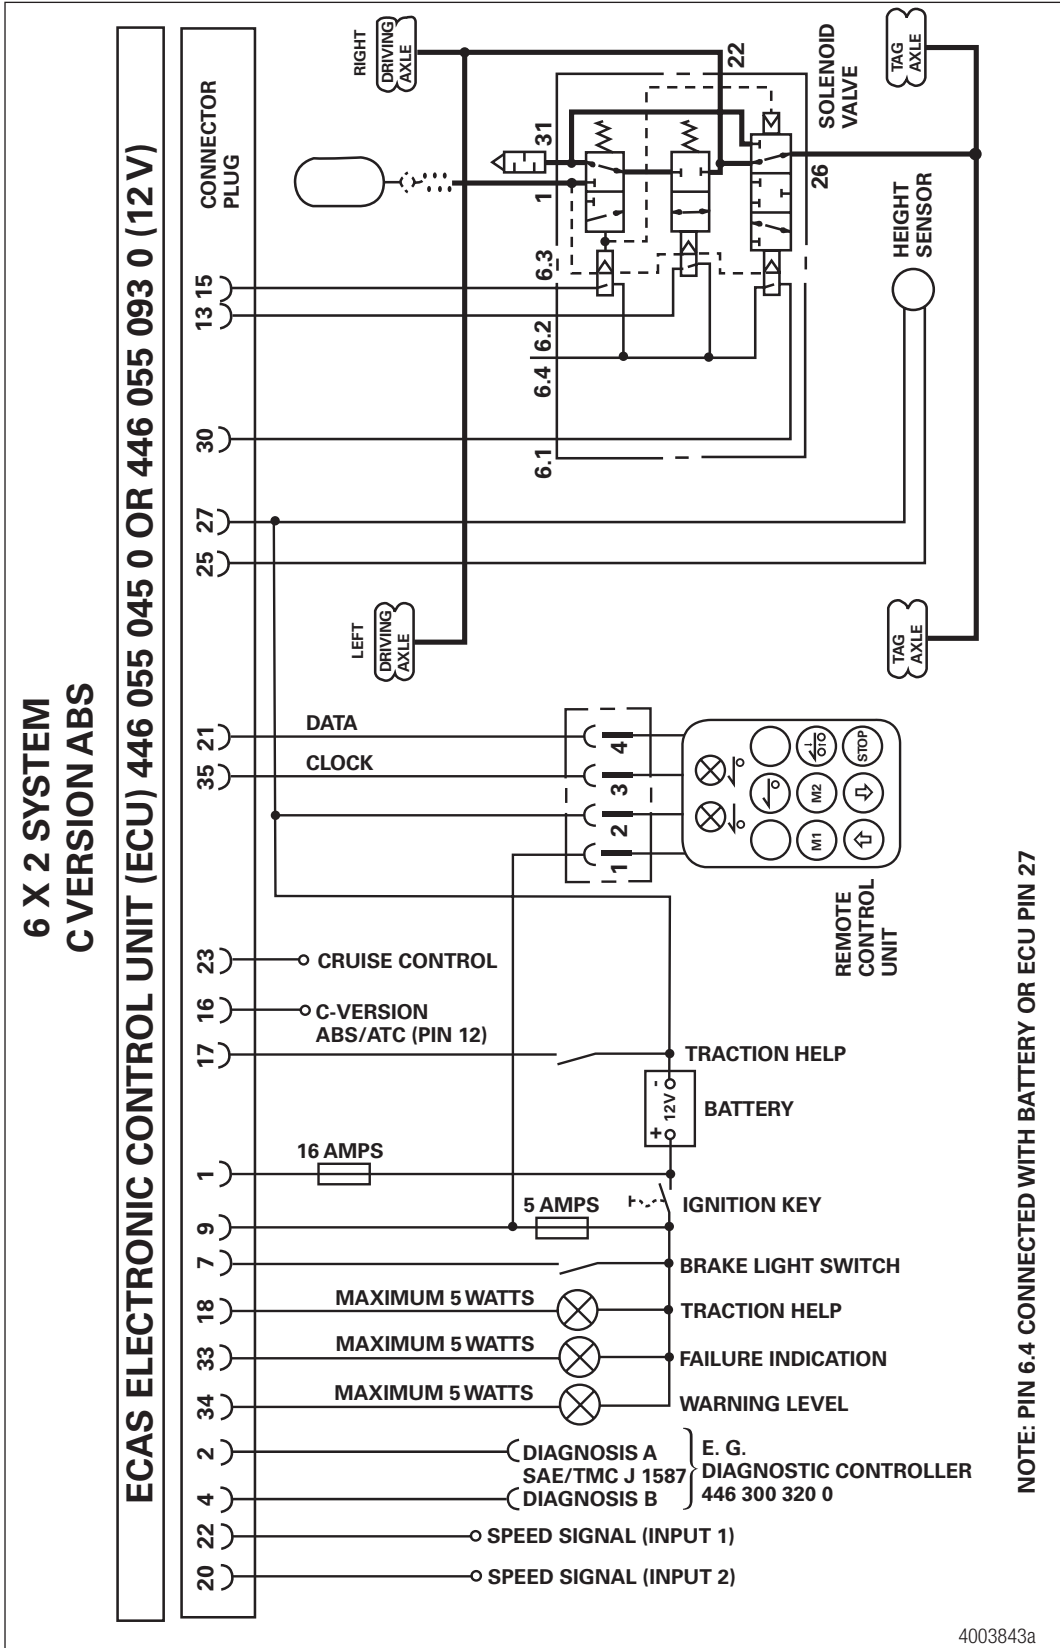 6 X 2 SYSTEM
C VERSION ABS
ECAS ELECTRONIC CONTROL UNIT (ECU) 446 055 045 0 OR 446 055 093 0 (12 V)
CONNECTOR
PLUG
15
13
30
27
25
21
35
23
16
17
1
9
7
18
33
34
2
4
22
20
RIGHT
DRIVING
AXLE
TAG
AXLE
22
SOLENOID
VALVE
31
1
26
6.3
6.2
6.4
6.1
HEIGHT
SENSOR
LEFT
DRIVING
AXLE
TAG
AXLE
DATA
CLOCK
4
3
2
1
STOP
M2
M1
REMOTE
CONTROL
UNIT
CRUISE CONTROL
C-VERSION
ABS/ATC (PIN 12)
TRACTION HELP
- 12V +
BATTERY
16 AMPS
5 AMPS
IGNITION KEY
BRAKE LIGHT SWITCH
MAXIMUM 5 WATTS
TRACTION HELP
MAXIMUM 5 WATTS
FAILURE INDICATION
MAXIMUM 5 WATTS
WARNING LEVEL
DIAGNOSIS A
SAE/TMC J 1587
DIAGNOSIS B
E. G.
DIAGNOSTIC CONTROLLER
446 300 320 0
SPEED SIGNAL (INPUT 1)
SPEED SIGNAL (INPUT 2)
NOTE: PIN 6.4 CONNECTED WITH BATTERY OR ECU PIN 27
4003843a